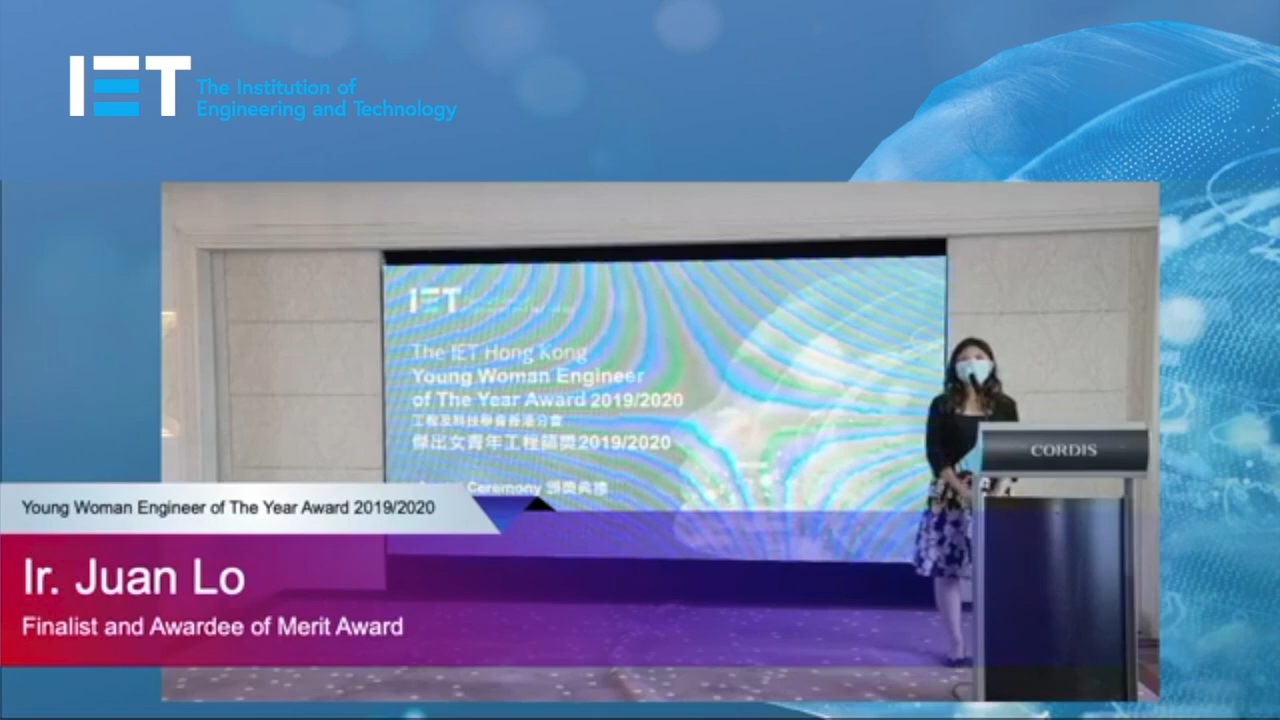 IET
The Institution of
Engineering and Technology
IET
The IET Hong Kong
Young Woman Engineer
of The Year Award 2019/2020
工程及科技學會香港分會
傑出女青年工程師獎2019/2020
Ceremony 頒獎典禮
CORDIS
Young Woman Engineer of The Year Award 2019/2020
Ir. Juan Lo
Finalist and Awardee of Merit Award